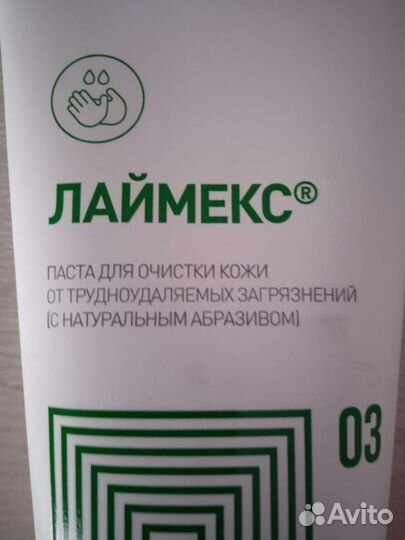 ЛАЙМЕКС®
ПАСТА ДЛЯ ОЧИСТКИ КОЖИ
ОТ ТРУДНОУДАЛЯЕМЫХ ЗАГРЯЗНЕНИЙ
(С НАТУРАЛЬНЫМ АБРАЗИВОМ)
03
Avito